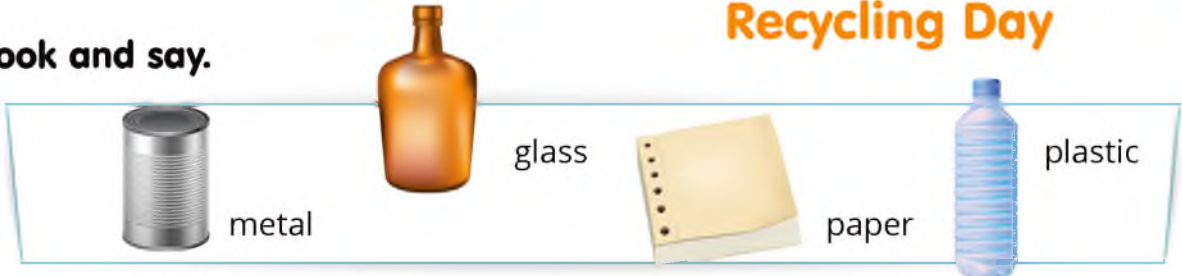 Recycling Day
ook and say.
metal
glass
paper
plastic